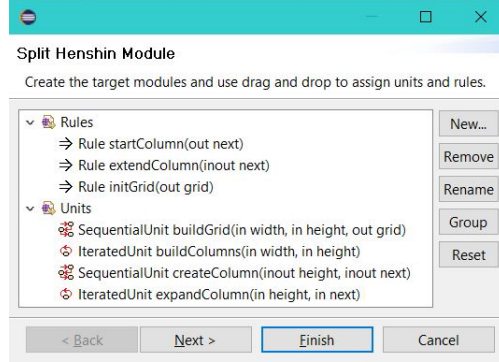 Split Henshin Module
Create the target modules and use drag and drop to assign units and rules.
Rules
Rule startColumn(out next)
Rule extendColumn(inout next)
Rule initGrid(out grid)
Units
SequentialUnit buildGrid(in width, in height, out grid)
IteratedUnit buildColumns(in width, in height)
SequentialUnit createColumn(inout height, inout next)
IteratedUnit expandColumn(in height, in next)
New...
Remove
Rename
Group
Reset
< Back
Next >
Finish
Cancel